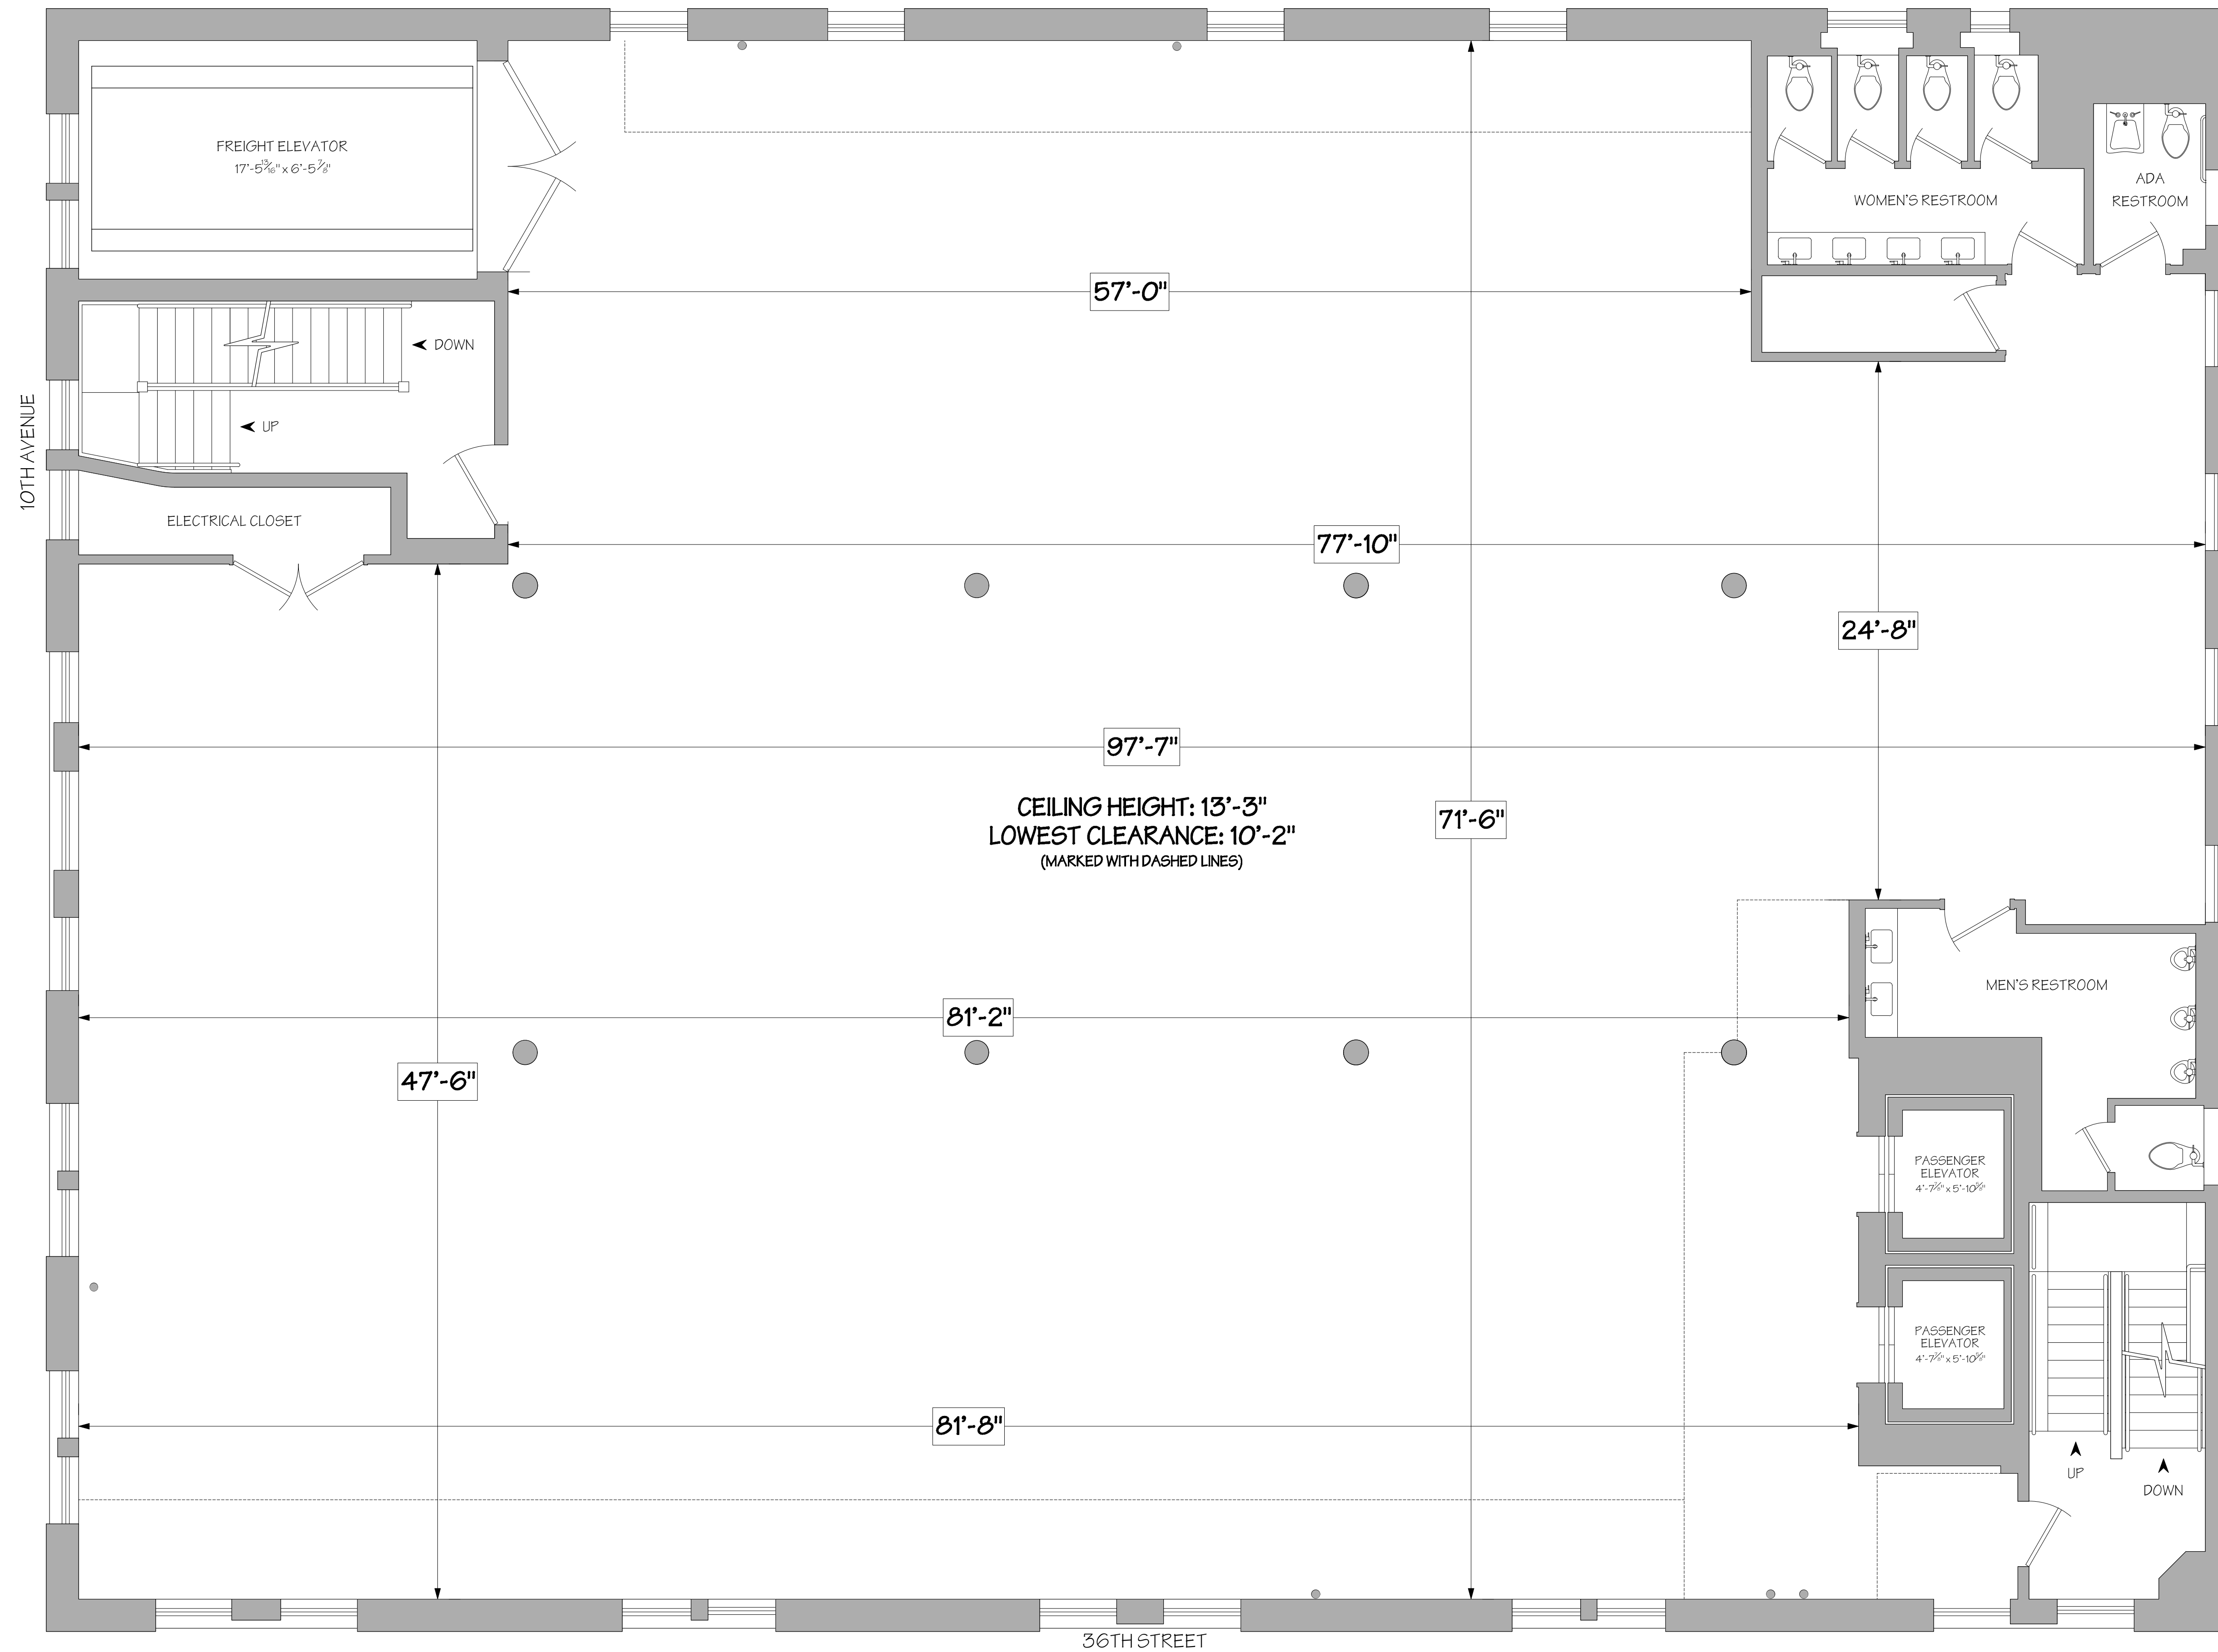 FREIGHT ELEVATOR
17'-5 13/16" x 6'-5 7/8"
WOMEN'S RESTROOM
ADA
RESTROOM
57'-0"
DOWN
UP
10TH AVENUE
ELECTRICAL CLOSET
77'-10"
24'-8"
97'-7"
CEILING HEIGHT: 13'-3"
LOWEST CLEARANCE: 10'-2"
(MARKED WITH DASHED LINES)
71'-6"
MEN'S RESTROOM
81'-2"
47'-6"
PASSENGER
ELEVATOR
PASSENGER
ELEVATOR
81'-8"
UP
DOWN
36TH STREET